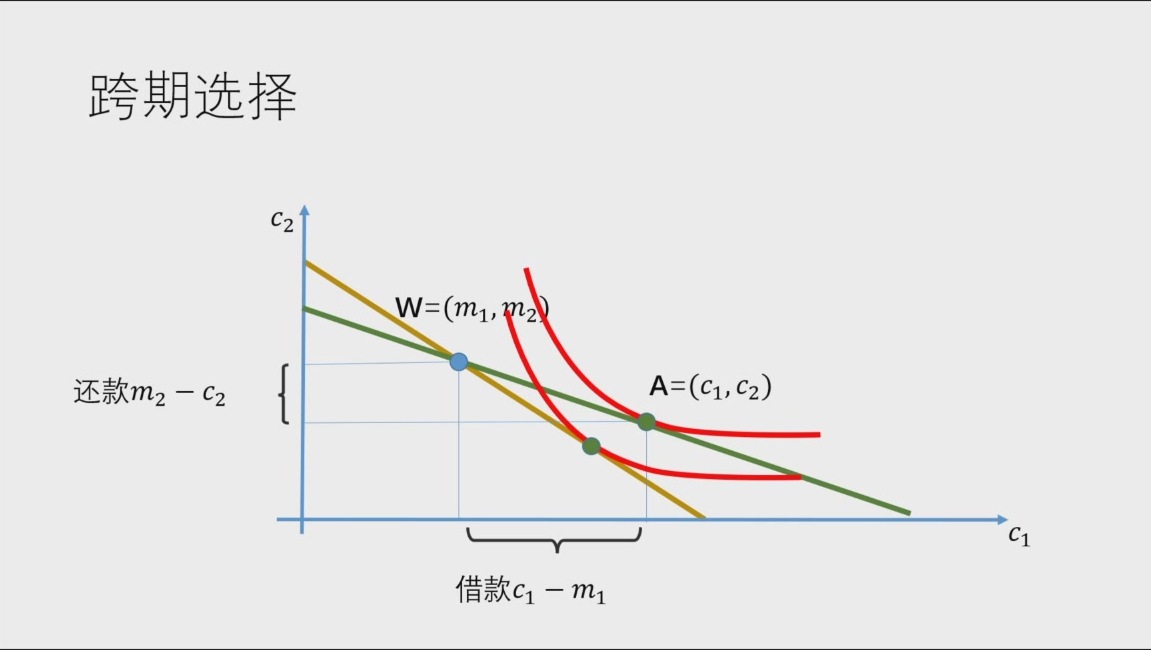 跨期选择
c₂
W=(m₁,m₂)
还款m₂ − c₂
A=(c₁,c₂)
c₁
借款c₁ − m₁